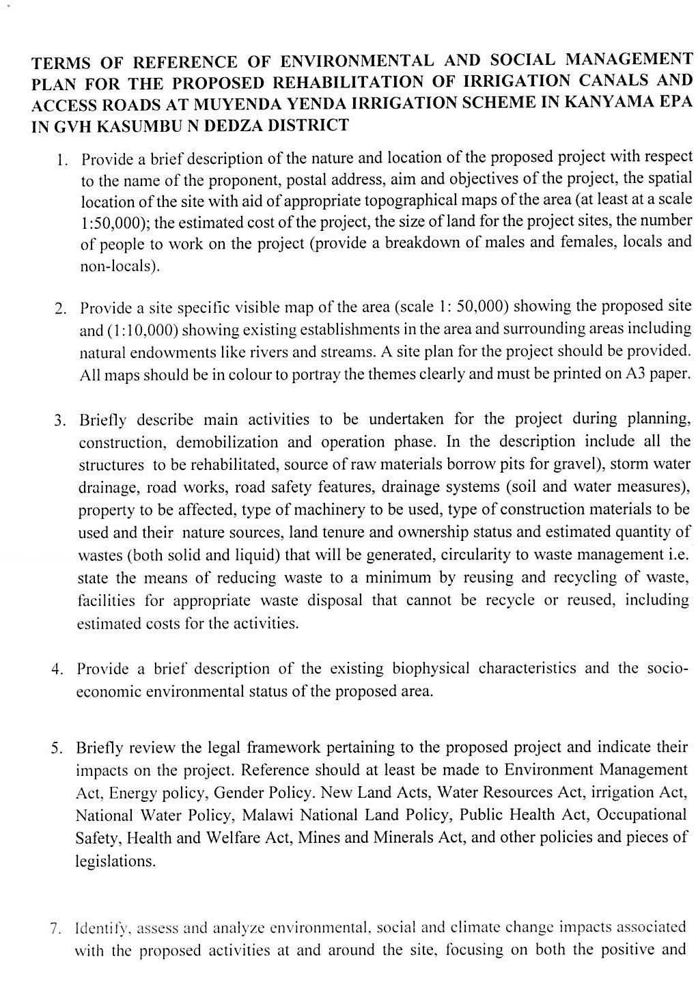 TERMS OF REFERENCE OF ENVIRONMENTAL AND SOCIAL MANAGEMENT
PLAN FOR THE PROPOSED REHABILITATION OF IRRIGATION CANALS AND
ACCESS ROADS AT MUYENDA YENDA IRRIGATION SCHEME IN KANYAMA EPA
IN GVH KASUMBU N DEDZA DISTRICT
1. Provide a brief description of the nature and location of the proposed project with respect
to the name of the proponent, postal address, aim and objectives of the project, the spatial
location of the site with aid of appropriate topographical maps of the area (at least at a scale
1:50,000); the estimated cost of the project, the size of land for the project sites, the number
of people to work on the project (provide a breakdown of males and females, locals and
non-locals).
2. Provide a site specific visible map of the area (scale 1: 50,000) showing the proposed site
and (1:10,000) showing existing establishments in the area and surrounding areas including
natural endowments like rivers and streams. A site plan for the project should be provided.
All maps should be in colour to portray the themes clearly and must be printed on A3 paper.
3. Briefly describe main activities to be undertaken for the project during planning,
construction, demobilization and operation phase. In the description include all the
structures to be rehabilitated, source of raw materials borrow pits for gravel), storm water
drainage, road works, road safety features, drainage systems (soil and water measures),
property to be affected, type of machinery to be used, type of construction materials to be
used and their nature sources, land tenure and ownership status and estimated quantity of
wastes (both solid and liquid) that will be generated, circularity to waste management i.e.
state the means of reducing waste to a minimum by reusing and recycling of waste,
facilities for appropriate waste disposal that cannot be recycle or reused, including
estimated costs for the activities.
4. Provide a brief description of the existing biophysical characteristics and the socio-
economic environmental status of the proposed area.
5. Briefly review the legal framework pertaining to the proposed project and indicate their
impacts on the project. Reference should at least be made to Environment Management
Act, Energy policy, Gender Policy. New Land Acts, Water Resources Act, irrigation Act,
National Water Policy, Malawi National Land Policy, Public Health Act, Occupational
Safety, Health and Welfare Act, Mines and Minerals Act, and other policies and pieces of
legislations.
7. Identify, assess and analyze environmental, social and climate change impacts associated
with the proposed activities at and around the site, focusing on both the positive and